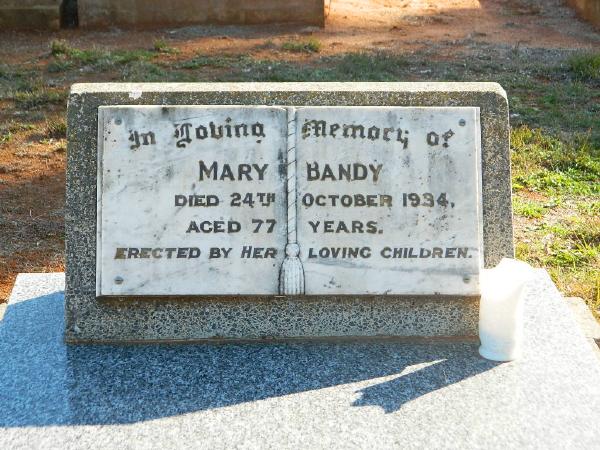 In Loving Memory of
MARY BANDY
DIED 24TH OCTOBER 1934,
AGED 77 YEARS.
ERECTED BY HER LOVING CHILDREN.